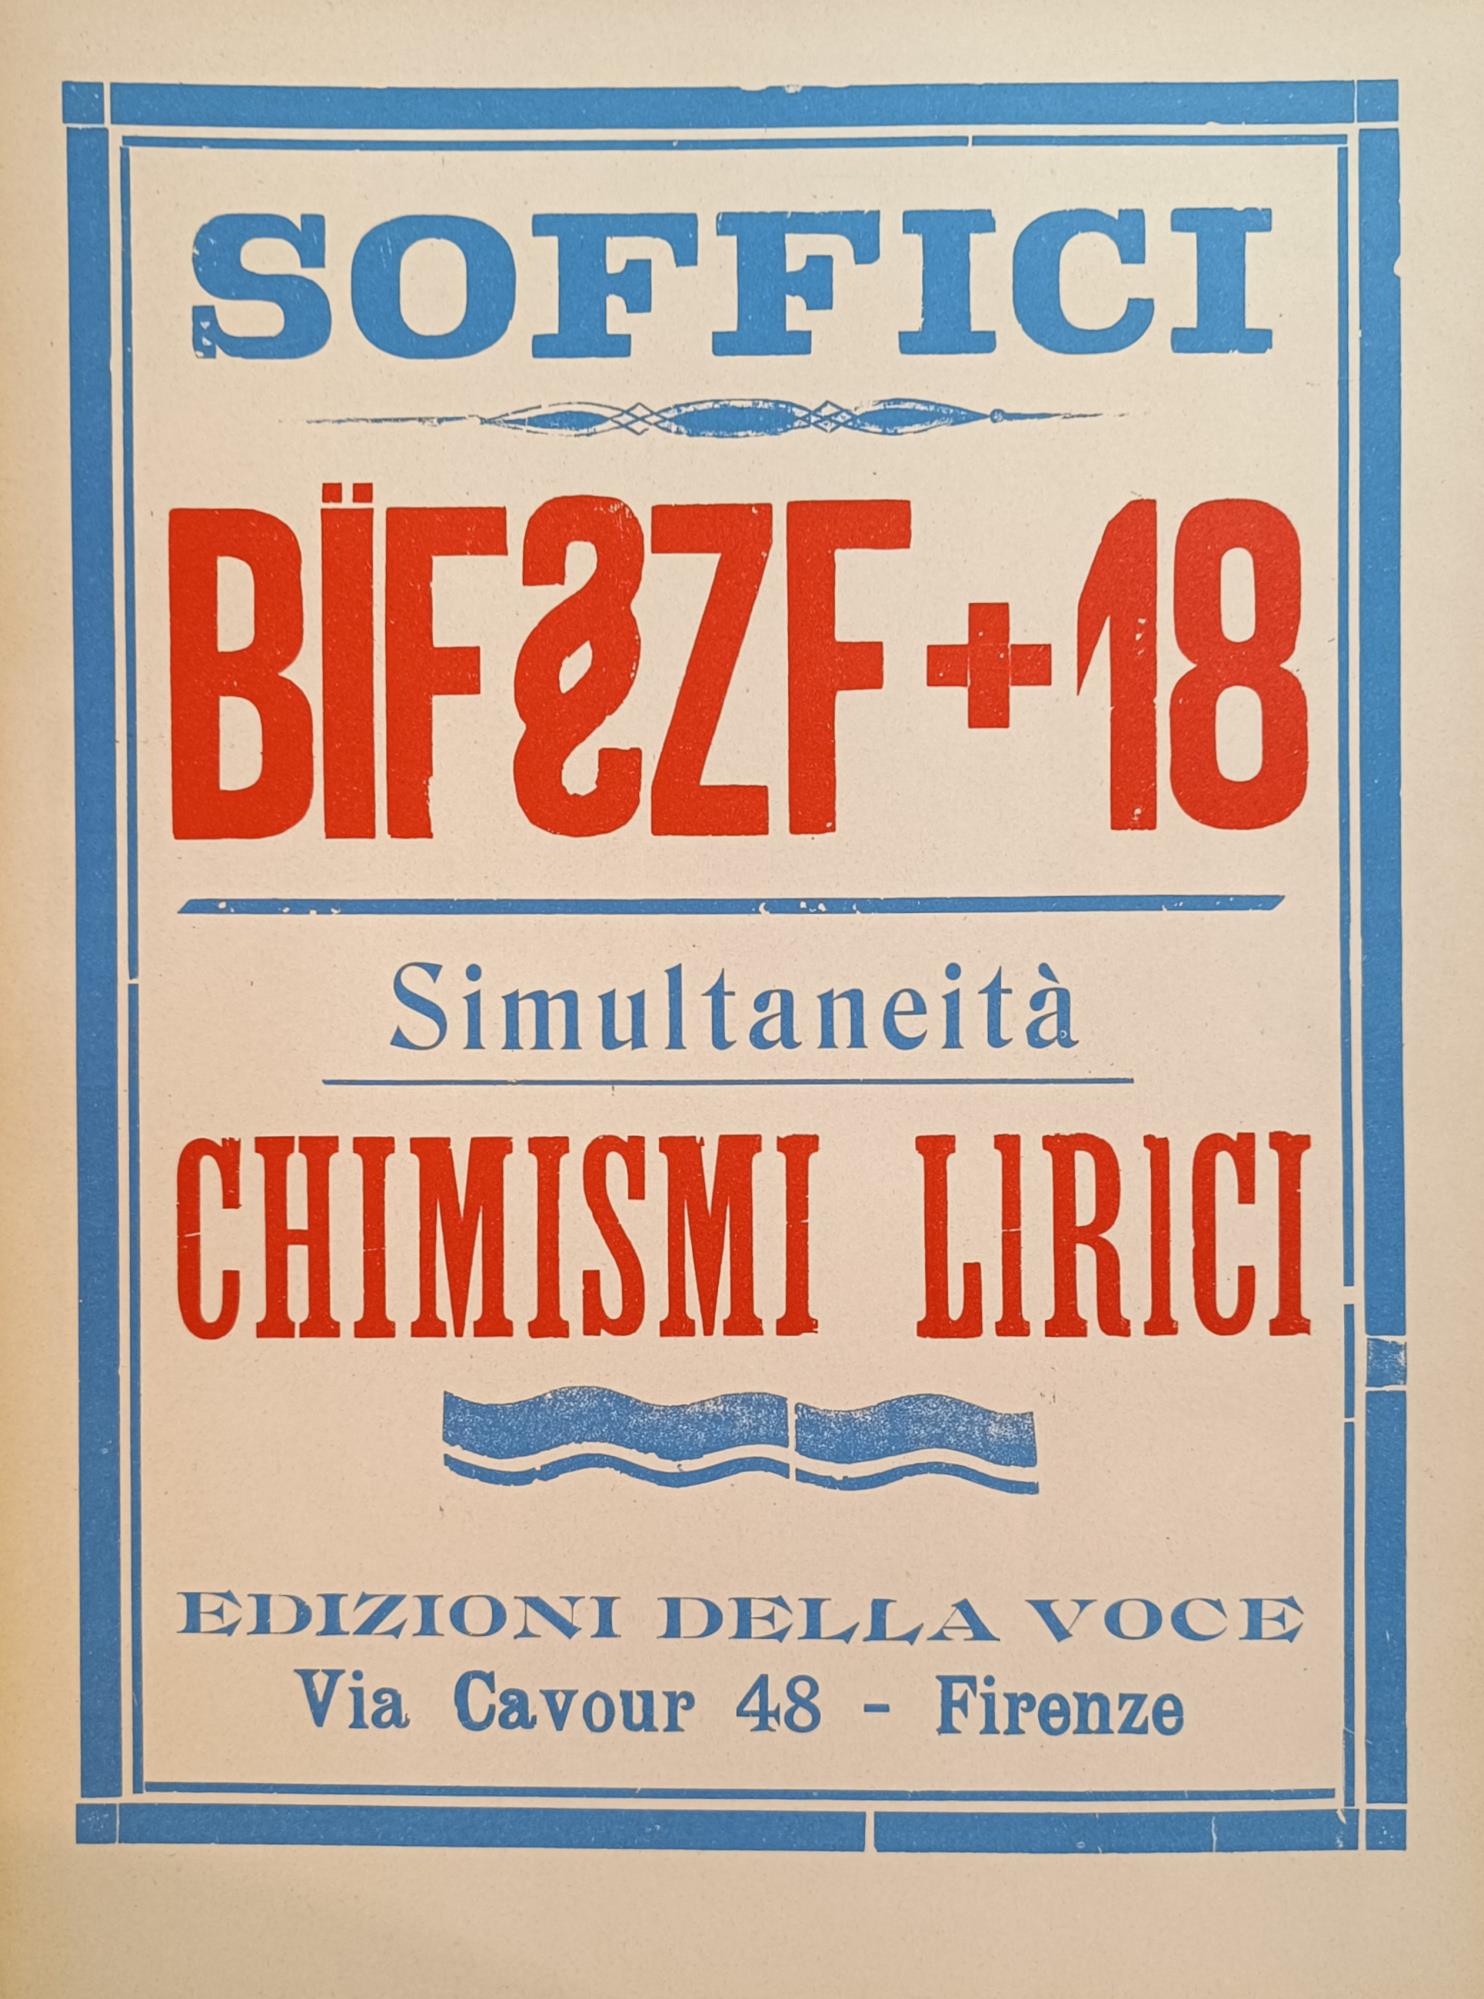 SOFFICI
BÏF§ZF+18
Simultaneità
CHIMISMI LIRICI
EDIZIONI DELLA VOCE
Via Cavour 48 - Firenze